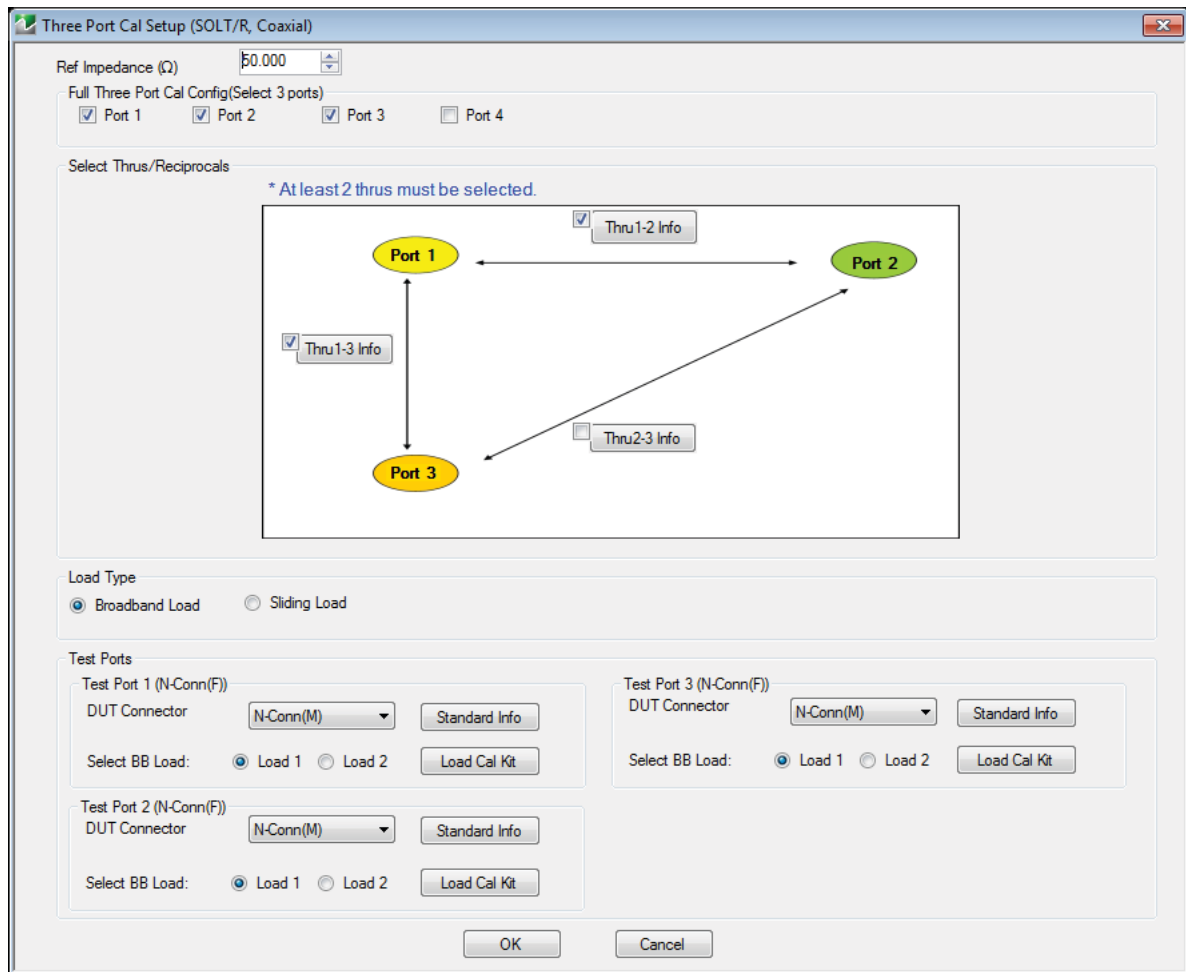 Three Port Cal Setup (SOLT/R, Coaxial)
Ref Impedance (Ω) 50.000
Full Three Port Cal Config(Select 3 ports)
Port 1 Port 2 Port 3 Port 4
Select Thrus/Reciprocals
* At least 2 thrus must be selected.
Thru1-2 Info
Port 1
Port 2
Thru1-3 Info
Thru2-3 Info
Port 3
Load Type
Broadband Load Sliding Load
Test Ports
Test Port 1 (N-Conn(F))
DUT Connector N-Conn(M) Standard Info
Select BB Load: Load 1 Load 2 Load Cal Kit
Test Port 3 (N-Conn(F))
DUT Connector N-Conn(M) Standard Info
Select BB Load: Load 1 Load 2 Load Cal Kit
Test Port 2 (N-Conn(F))
DUT Connector N-Conn(M) Standard Info
Select BB Load: Load 1 Load 2 Load Cal Kit
OK Cancel